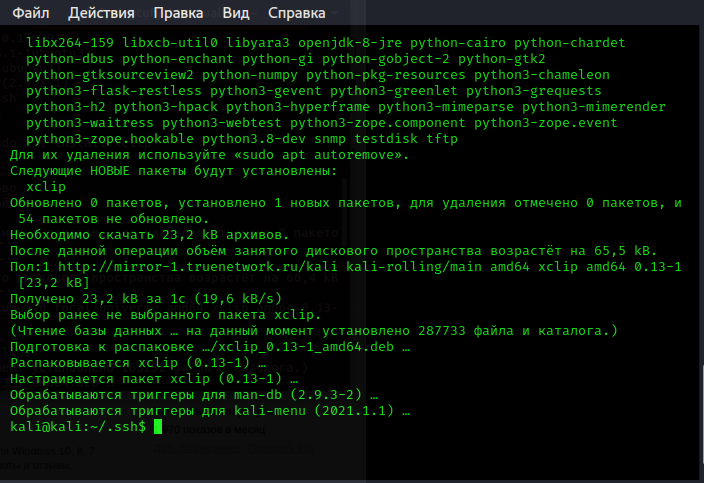 Файл Действия Правка Вид Справка
libx264-159 libxcb-util0 libyara3 openjdk-8-jre python-cairo python-chardet
python-dbus python-enchant python-gi python-gobject-2 python-gtk2
python-gtksourceview2 python-numpy python-pkg-resources python3-chameleon
python3-flask-restless python3-gevent python3-greenlet python3-grequests
python3-h2 python3-hpack python3-hyperframe python3-mimeparse python3-mimerender
python3-waitress python3-webtest python3-zope.component python3-zope.event
python3-zope.hookable python3.8-dev snmp testdisk tftp
Для их удаления используйте «sudo apt autoremove».
Следующие НОВЫЕ пакеты будут установлены:
xclip
Обновлено 0 пакетов, установлено 1 новых пакетов, для удаления отмечено 0 пакетов, и
54 пакетов не обновлено.
Необходимо скачать 23,2 kB архивов.
После данной операции объём занятого дискового пространства возрастёт на 65,5 kB.
Пол:1 http://mirror-1.truenetwork.ru/kali kali-rolling/main amd64 xclip amd64 0.13-1
[23,2 kB]
Получено 23,2 kB за 1с (19,6 kB/s)
Выбор ранее не выбранного пакета xclip.
(Чтение базы данных … на данный момент установлено 287733 файла и каталога.)
Подготовка к распаковке …/xclip_0.13-1_amd64.deb …
Распаковывается xclip (0.13-1) …
Настраивается пакет xclip (0.13-1) …
Обрабатываются триггеры для man-db (2.9.3-2) …
Обрабатываются триггеры для kali-menu (2021.1.1) …
kali@kali:~/.ssh$